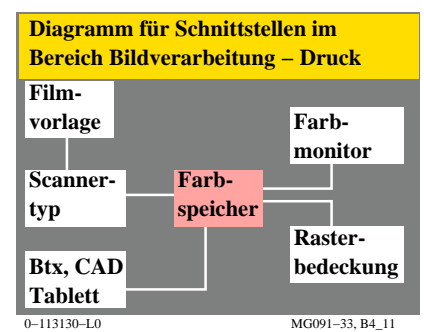 Diagramm für Schnittstellen im
Bereich Bildverarbeitung – Druck
Film-
vorlage
Farb-
monitor
Scanner-
typ
Farb-
speicher
Raster-
bedeckung
Btx, CAD
Tablett
0–113130–L0
MG091–33, B4_11